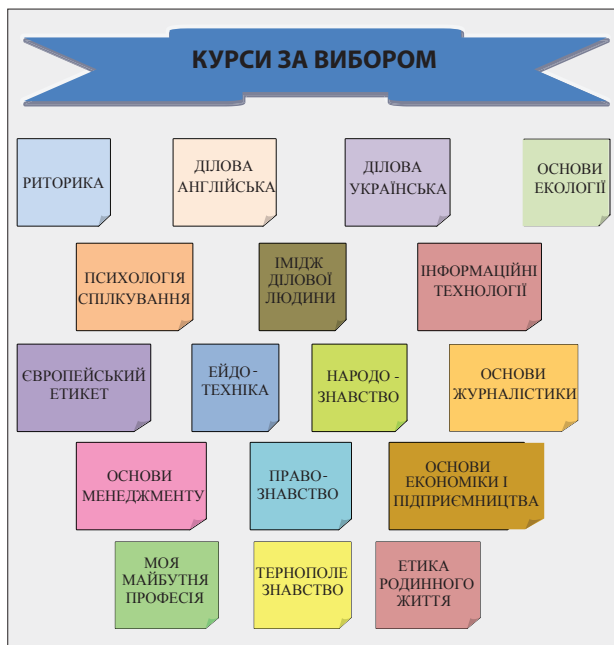 КУРСИ ЗА ВИБОРОМ
РИТОРИКА
ДІЛОВА
АНГЛІЙСЬКА
ДІЛОВА
УКРАЇНСЬКА
ОСНОВИ
ЕКОЛОГІЇ
ПСИХОЛОГІЯ
СПІЛКУВАННЯ
ІМІДЖ
ДІЛОВОЇ
ЛЮДИНИ
ІНФОРМАЦІЙНІ
ТЕХНОЛОГІЇ
ЄВРОПЕЙСЬКИЙ
ЕТИКЕТ
ЕЙДО-
ТЕХНІКА
НАРОДО -
ЗНАВСТВО
ОСНОВИ
ЖУРНАЛІСТИКИ
ОСНОВИ
МЕНЕДЖМЕНТУ
ПРАВО-
ЗНАВСТВО
ОСНОВИ
ЕКОНОМІКИ І
ПІДПРИЄМНИЦТВА
МОЯ
МАЙБУТНЯ
ПРОФЕСІЯ
ТЕРНОПОЛЕ
ЗНАВСТВО
ЕТИКА
РОДИННОГО
ЖИТТЯ